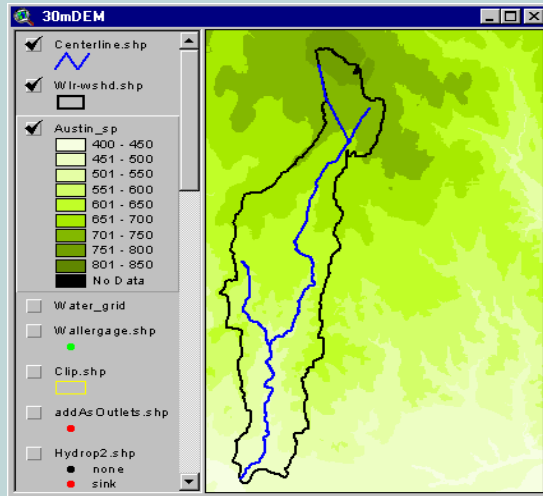 30mDEM
Centerline.shp
Wlr-wshd.shp
Austin_sp
400 - 450
451 - 500
501 - 550
551 - 600
601 - 650
651 - 700
701 - 750
751 - 800
801 - 850
No Data
Water_grid
Wallergage.shp
Clip.shp
addAsOutlets.shp
Hydrop2.shp
none
sink